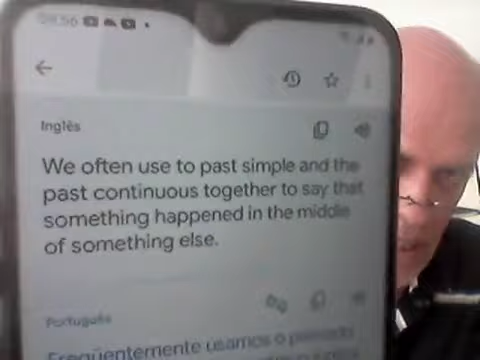 Inglês
We often use to past simple and the
past continuous together to say that
something happened in the middle
of something else.
Português
Freqüentemente usamos o passado